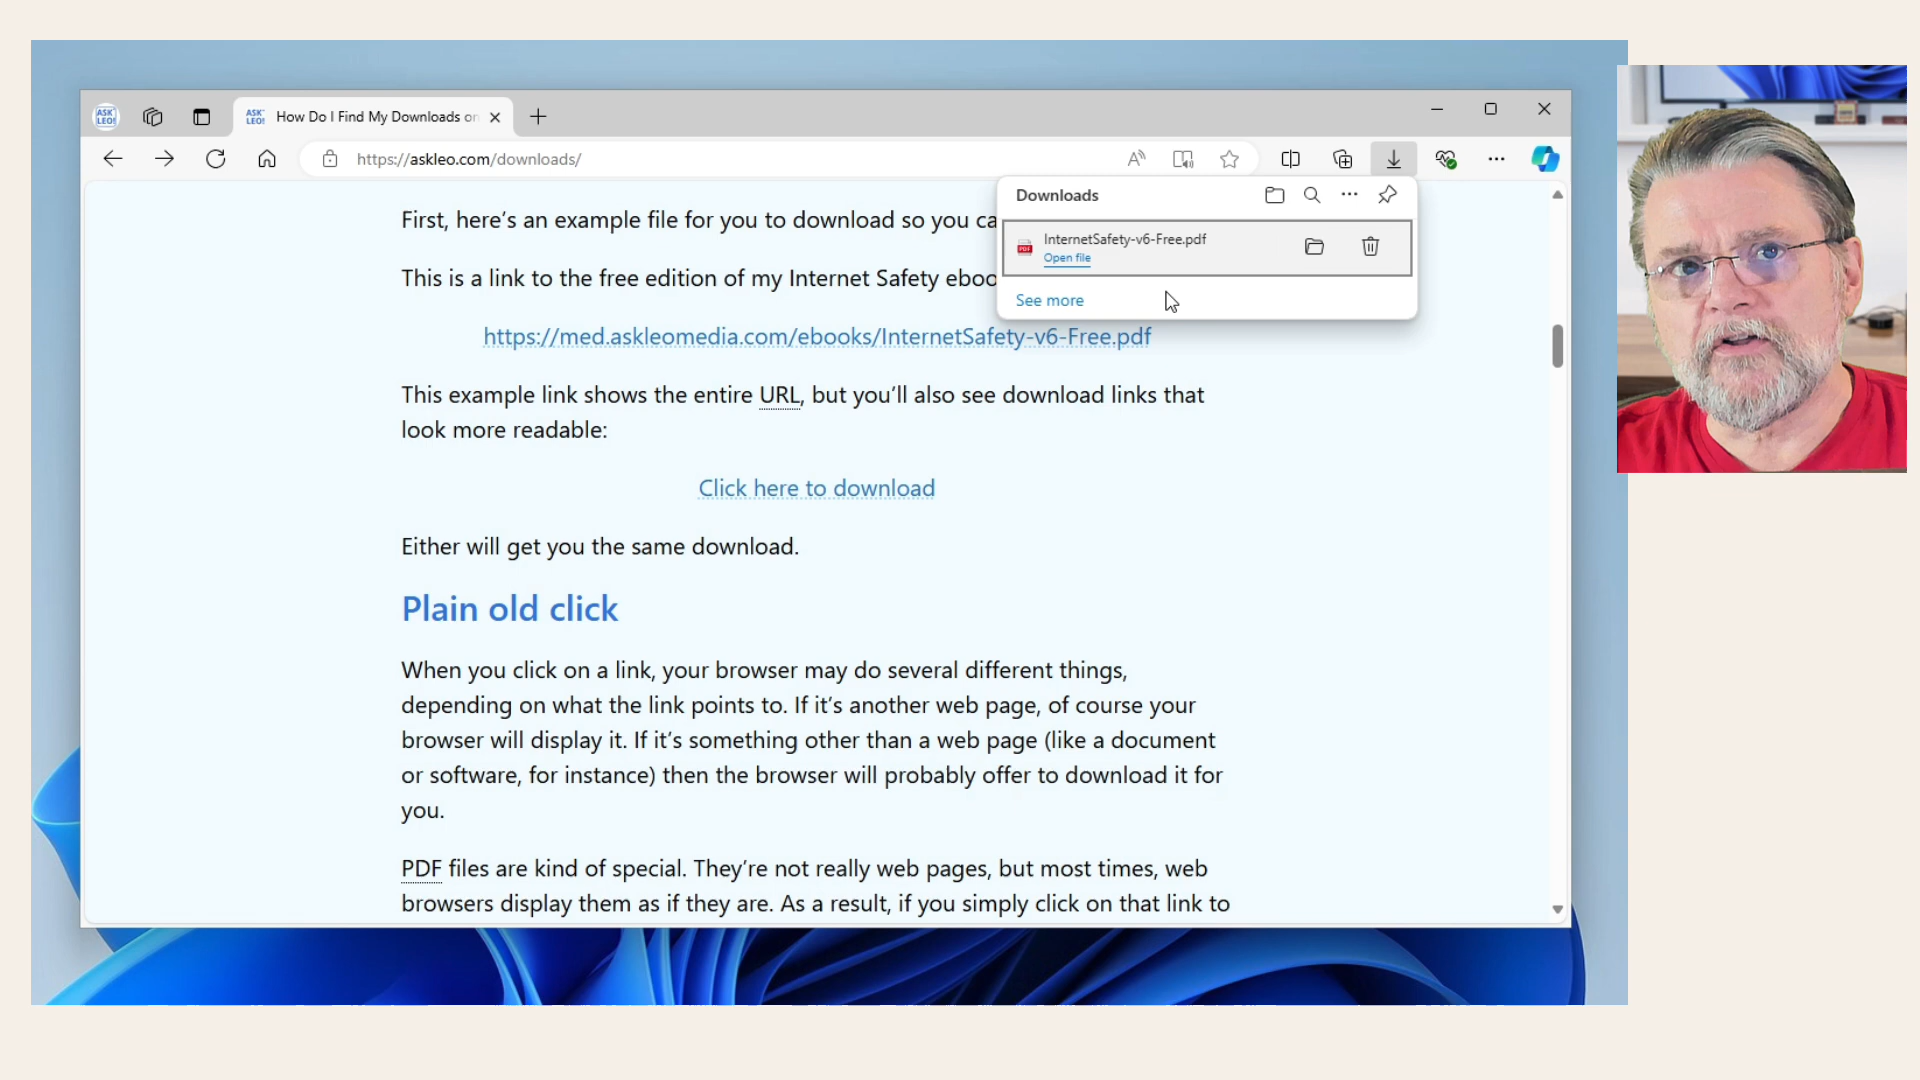 ASK LEO!
ASK LEO! How Do I Find My Downloads on
https://askleo.com/downloads/
Downloads
InternetSafety-v6-Free.pdf
Open file
See more
First, here's an example file for you to download so you ca
This is a link to the free edition of my Internet Safety eboo
https://med.askleomedia.com/ebooks/InternetSafety-v6-Free.pdf
This example link shows the entire URL, but you'll also see download links that
look more readable:
Click here to download
Either will get you the same download.
Plain old click
When you click on a link, your browser may do several different things,
depending on what the link points to. If it's another web page, of course your
browser will display it. If it's something other than a web page (like a document
or software, for instance) then the browser will probably offer to download it for
you.
PDF files are kind of special. They're not really web pages, but most times, web
browsers display them as if they are. As a result, if you simply click on that link to